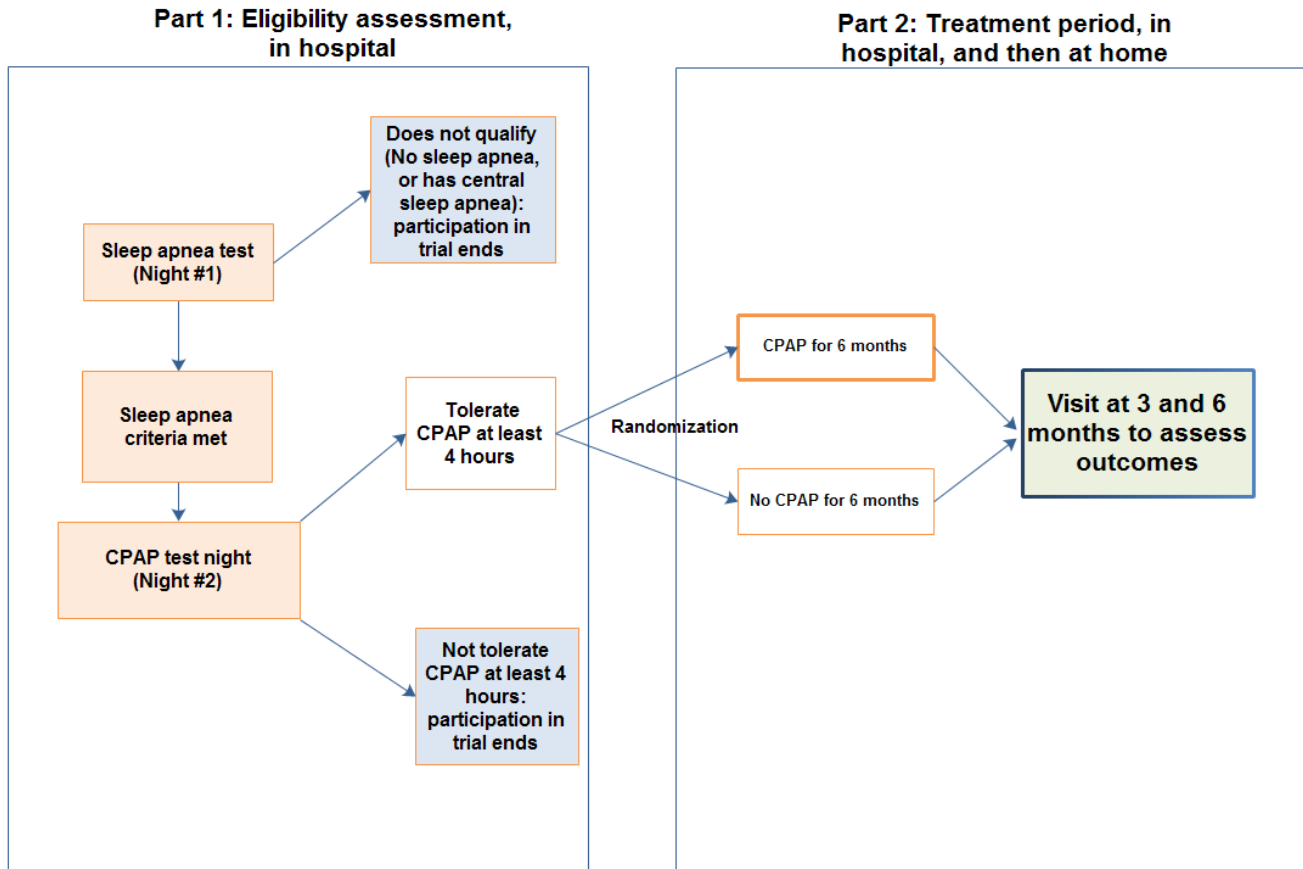 Part 1: Eligibility assessment,
in hospital
Does not qualify
(No sleep apnea,
or has central
sleep apnea):
participation in
trial ends
Sleep apnea test
(Night #1)
Sleep apnea
criteria met
Tolerate
CPAP at least
4 hours
CPAP test night
(Night #2)
Not tolerate
CPAP at least 4
hours:
participation in
trial ends
Randomization
Part 2: Treatment period, in
hospital, and then at home
CPAP for 6 months
No CPAP for 6 months
Visit at 3 and 6
months to assess
outcomes